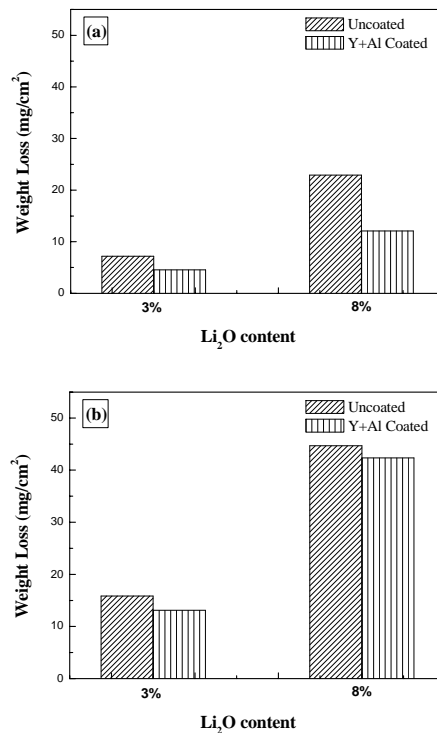 (a)
Uncoated
Y+Al Coated
50
40
30
20
10
0
Weight Loss (mg/cm²)
3%
8%
Li₂O content
(b)
Uncoated
Y+Al Coated
50
40
30
20
10
0
Weight Loss (mg/cm²)
3%
8%
Li₂O content